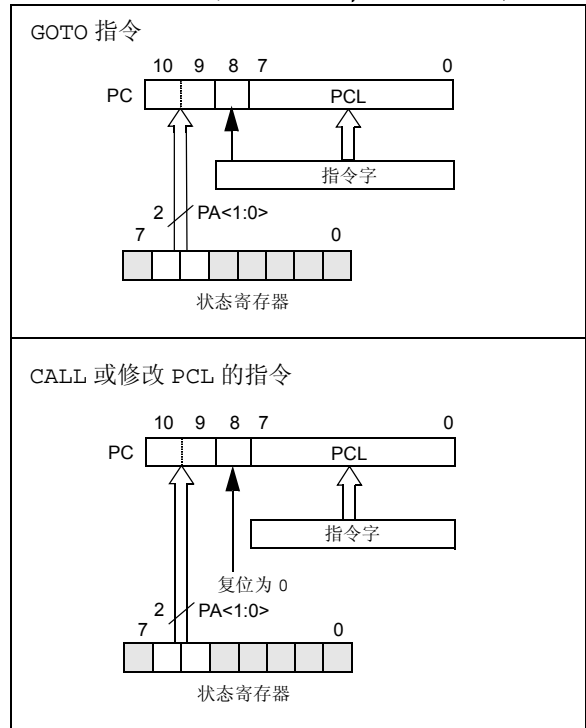 GOTO 指令
10 9 8 7 0
PC PCL
指令字
2 PA<1:0>
7 0
状态寄存器
CALL 或修改 PCL 的指令
10 9 8 7 0
PC PCL
指令字
复位为 0
2 PA<1:0>
7 0
状态寄存器